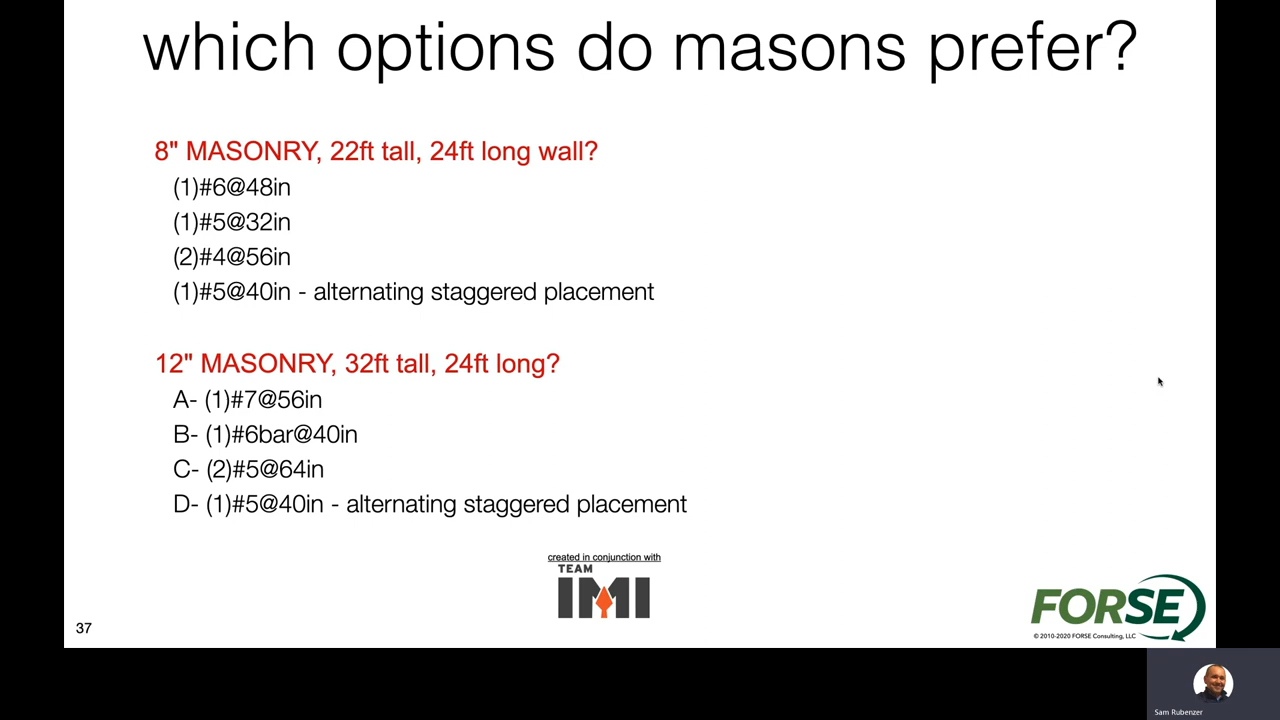 which options do masons prefer?
8" MASONRY, 22ft tall, 24ft long wall?
(1)#6@48in
(1)#5@32in
(2)#4@56in
(1)#5@40in - alternating staggered placement
12" MASONRY, 32ft tall, 24ft long?
A- (1)#7@56in
B- (1)#6bar@40in
C- (2)#5@64in
D- (1)#5@40in - alternating staggered placement
created in conjunction with
TEAM
IMI
FORSE
© 2010-2020 FORSE Consulting, LLC
37
Sam Rubenzer